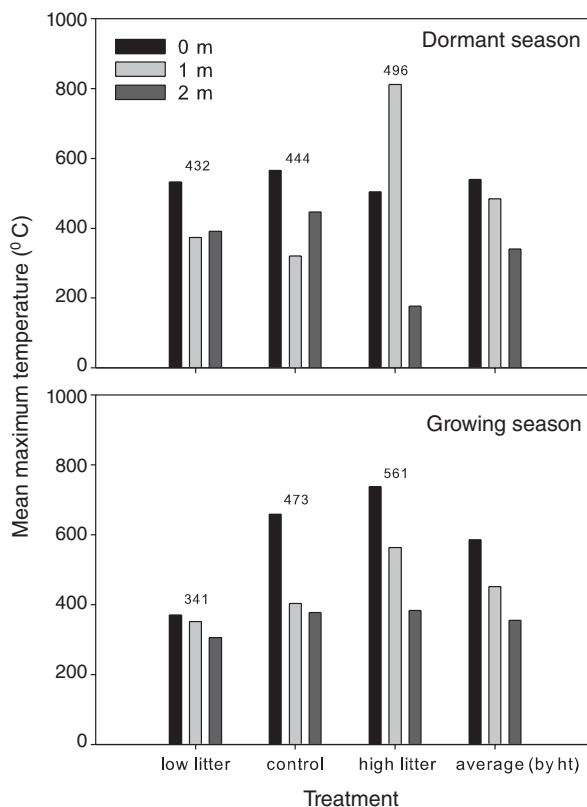 Mean maximum temperature (⁰ C)
1000
800
600
400
200
0
Dormant season
0 m
1 m
2 m
432
444
496
1000
800
600
400
200
0
Growing season
341
473
561
low litter control high litter average (by ht)
Treatment